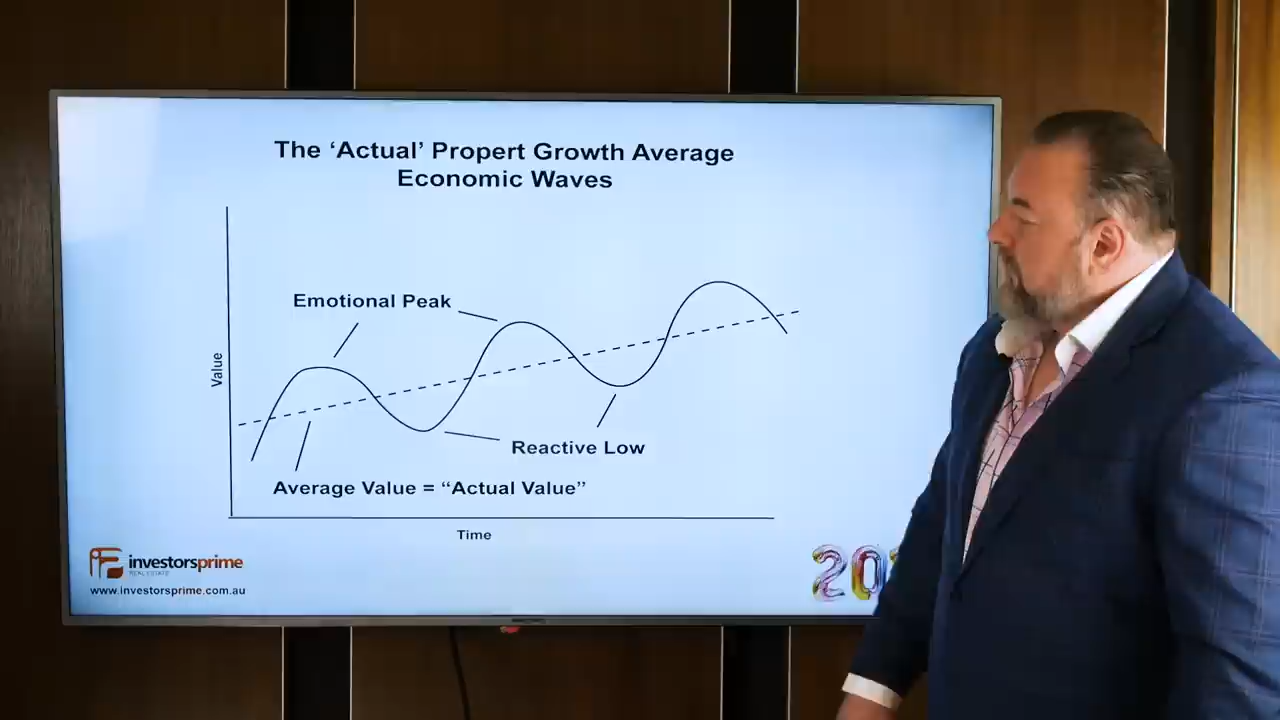 The ‘Actual’ Propert Growth Average
Economic Waves
Emotional Peak
Value
Reactive Low
Average Value = “Actual Value”
Time
investorsprime
REAL ESTATE
www.investorsprime.com.au